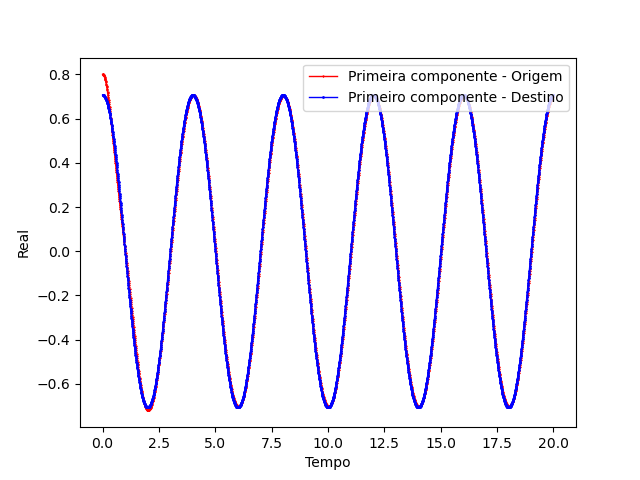 Primeira componente - Origem
Primeiro componente - Destino
0.8
0.6
0.4
0.2
0.0
−0.2
−0.4
−0.6
Real
0.0 2.5 5.0 7.5 10.0 12.5 15.0 17.5 20.0
Tempo